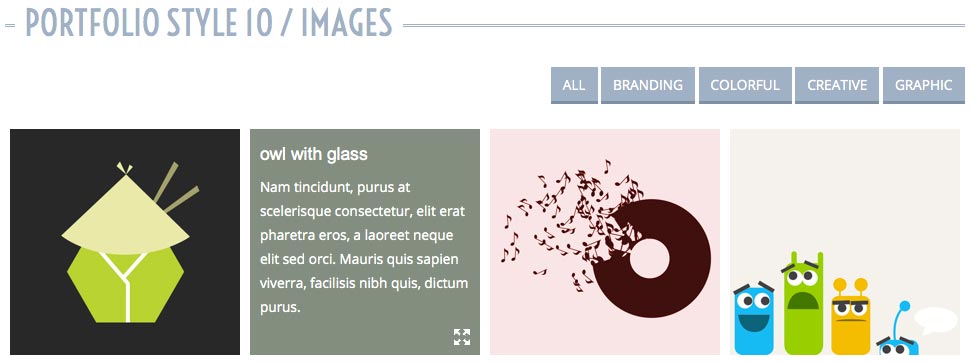 PORTFOLIO STYLE 10 / IMAGES
ALL BRANDING COLORFUL CREATIVE GRAPHIC
owl with glass
Nam tincidunt, purus at
scelerisque consectetur, elit erat
pharetra eros, a laoreet neque
elit sed orci. Mauris quis sapien
viverra, facilisis nibh quis, dictum
purus.